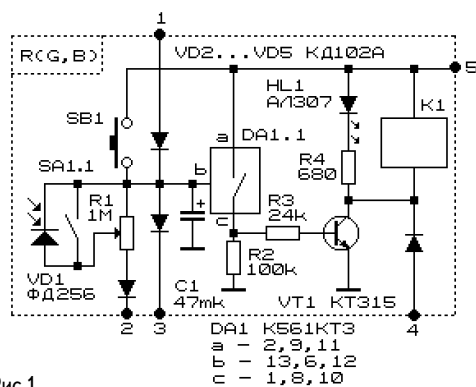 1
R(G,B)
VD2...VD5 КД102А
5
HL1
АЛ307
K1
SB1
a
DA1.1
SA1.1
b
R4
680
R1
1M
+
c
R3
24k
R2
100k
VD1
ФД256
C1
47mk
VT1 КТ315
2
3
4
DA1 К561КТ3
a - 2,9,11
b - 13,6,12
c - 1,8,10
Рис.1